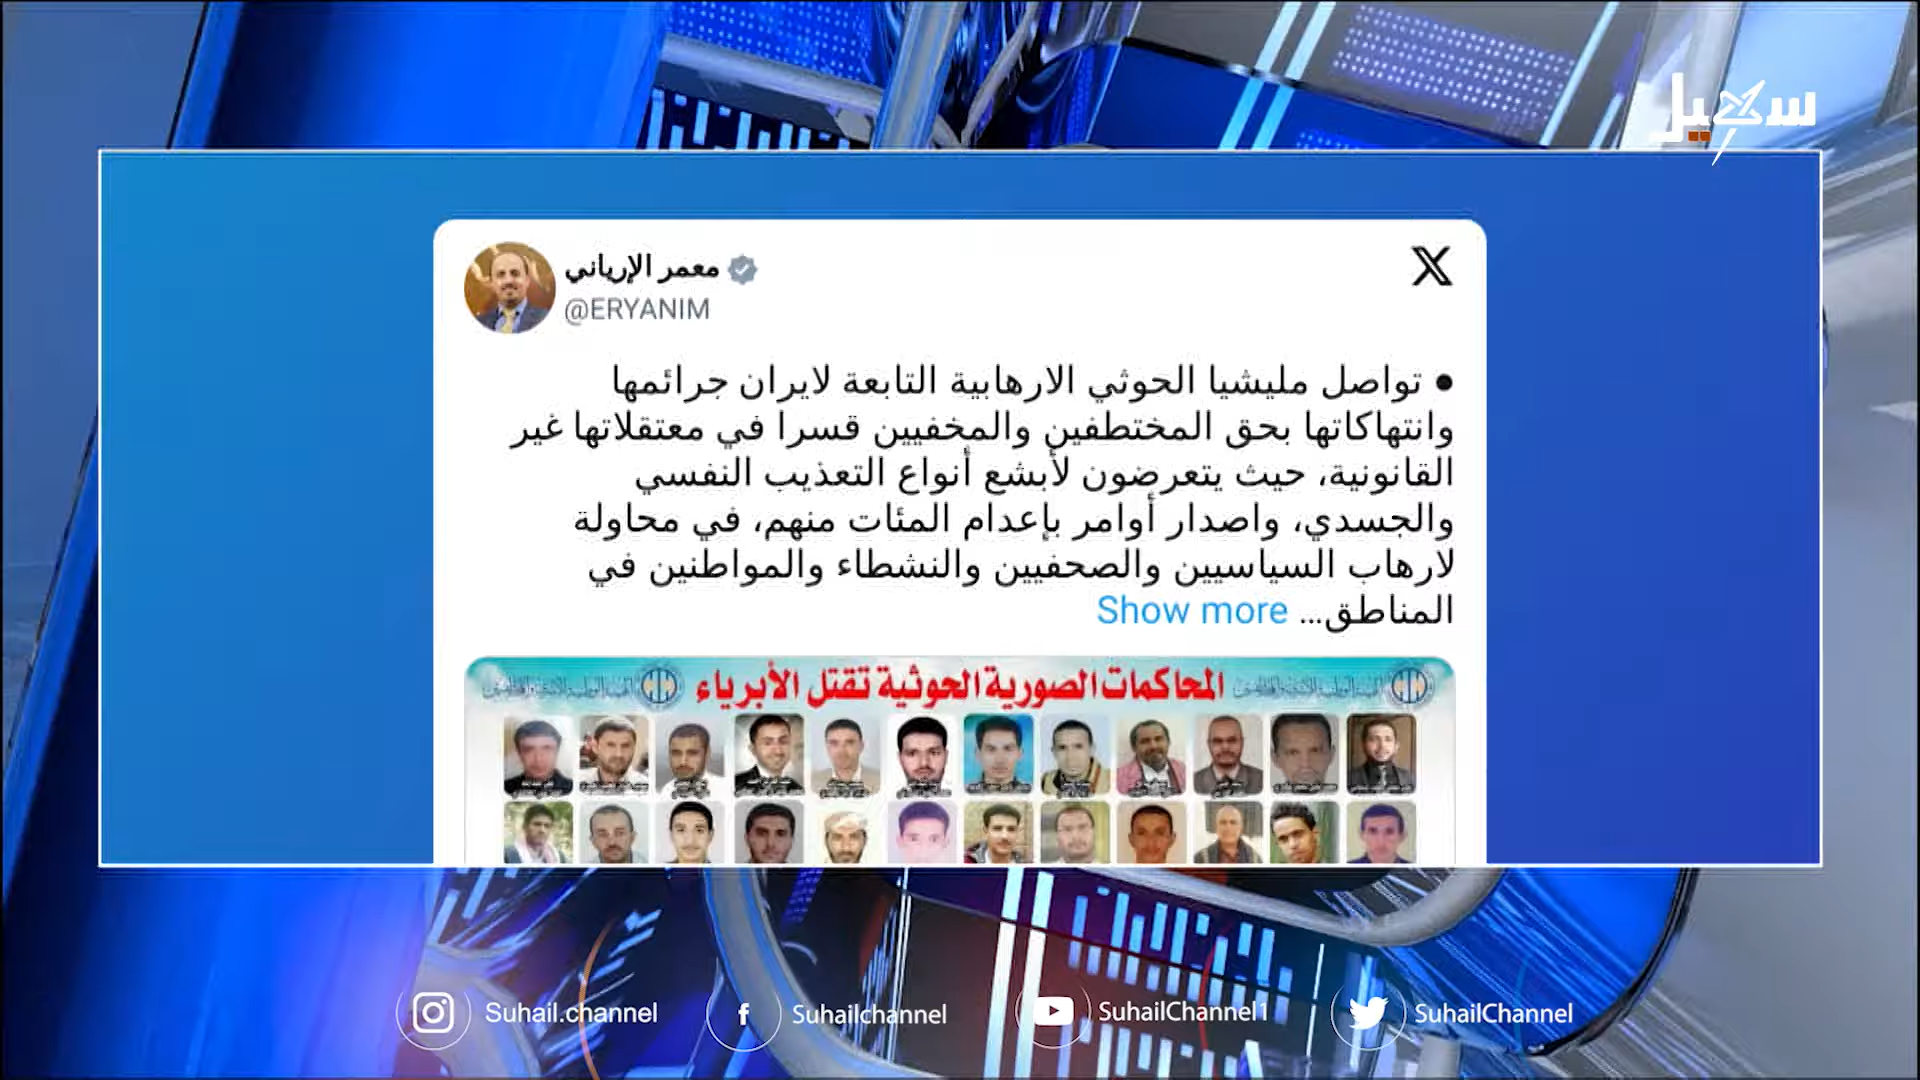 سهيل
معمر الإرياني
@ERYANIM
● تواصل مليشيا الحوثي الارهابية التابعة لايران جرائمها
وانتهاكاتها بحق المختطفين والمخفيين قسرا في معتقلاتها غير
القانونية، حيث يتعرضون لأبشع أنواع التعذيب النفسي
والجسدي، واصدار أوامر بإعدام المئات منهم، في محاولة
لارهاب السياسيين والصحفيين والنشطاء والمواطنين في
المناطق... Show more
المحاكمات الصورية الحوثية تقتل الأبرياء
Suhail.channel
Suhailchannel
SuhailChannel1
SuhailChannel